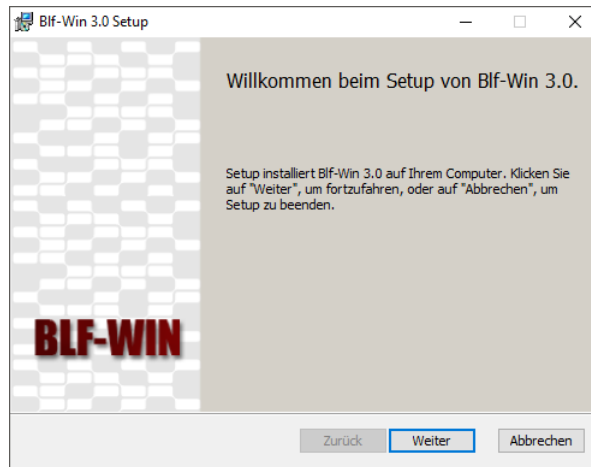 Blf-Win 3.0 Setup
Willkommen beim Setup von Blf-Win 3.0.
Setup installiert Blf-Win 3.0 auf Ihrem Computer. Klicken Sie
auf "Weiter", um fortzufahren, oder auf "Abbrechen", um
Setup zu beenden.
BLF-WIN
Zurück Weiter Abbrechen